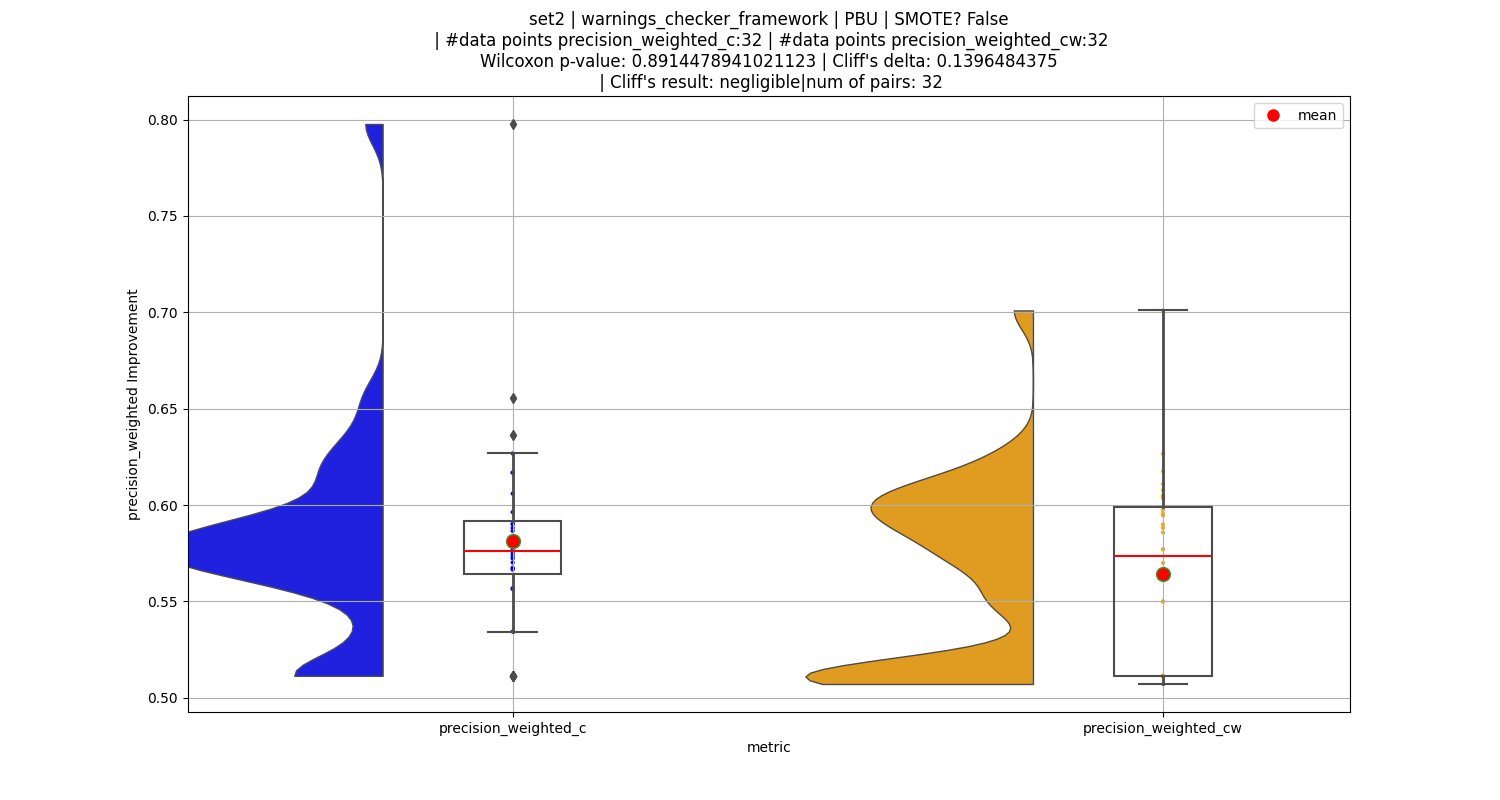 set2 | warnings_checker_framework | PBU | SMOTE? False
| #data points precision_weighted_c:32 | #data points precision_weighted_cw:32
Wilcoxon p-value: 0.8914478941021123 | Cliff's delta: 0.1396484375
| Cliff's result: negligible|num of pairs: 32
mean
0.80
0.75
0.70
0.65
0.60
0.55
0.50
precision_weighted Improvement
precision_weighted_c
precision_weighted_cw
metric